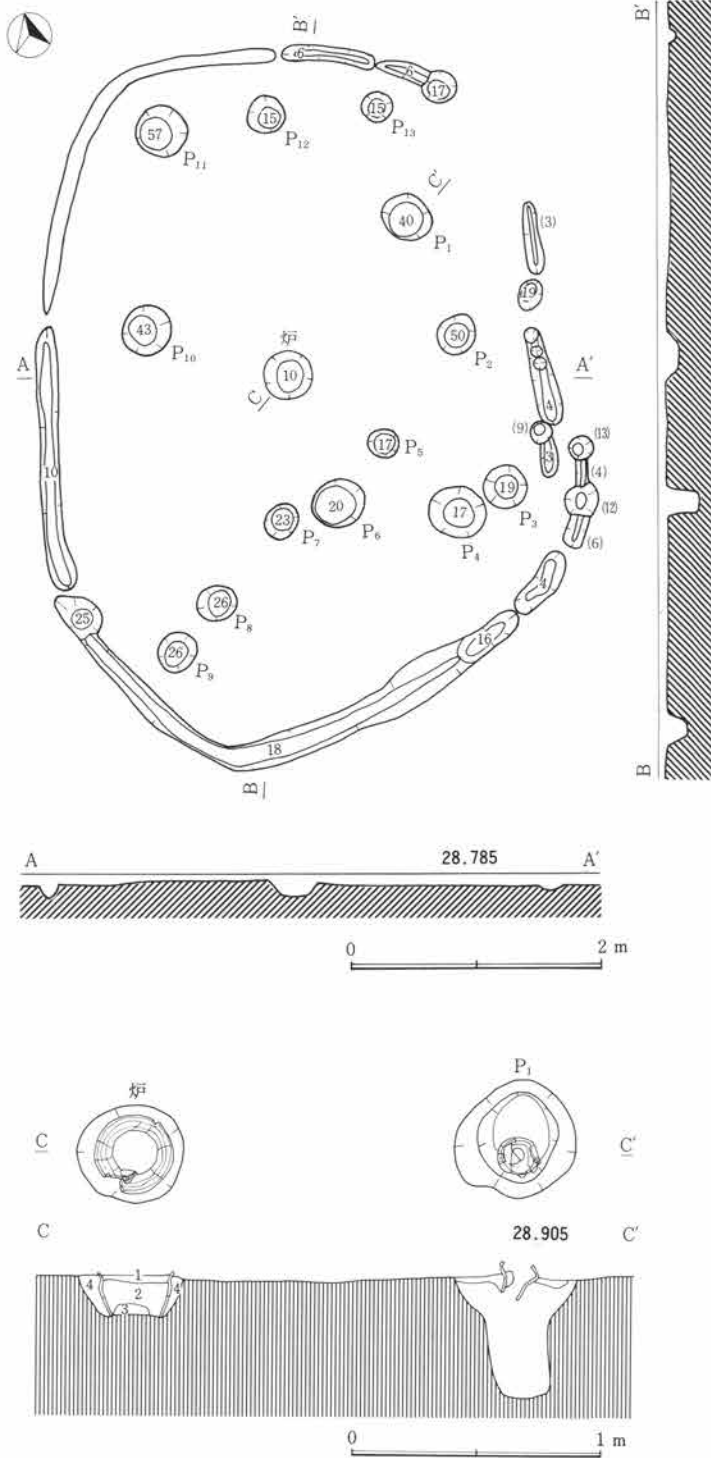 B′
6
6
17
57
P11
15
P12
15
P13
C′
40
P1
(3)
19
43
P10
炉
10
C
50
P2
A
A′
4
(9)
3
(13)
(4)
(12)
(6)
17
P5
19
P3
17
P4
20
P6
23
P7
10
4
25
26
P8
26
P9
16
18
B
B′
B
A
28.785
A′
0
2 m
炉
P1
C
C′
C
28.905
C′
1
2
3
4
4
0
1 m